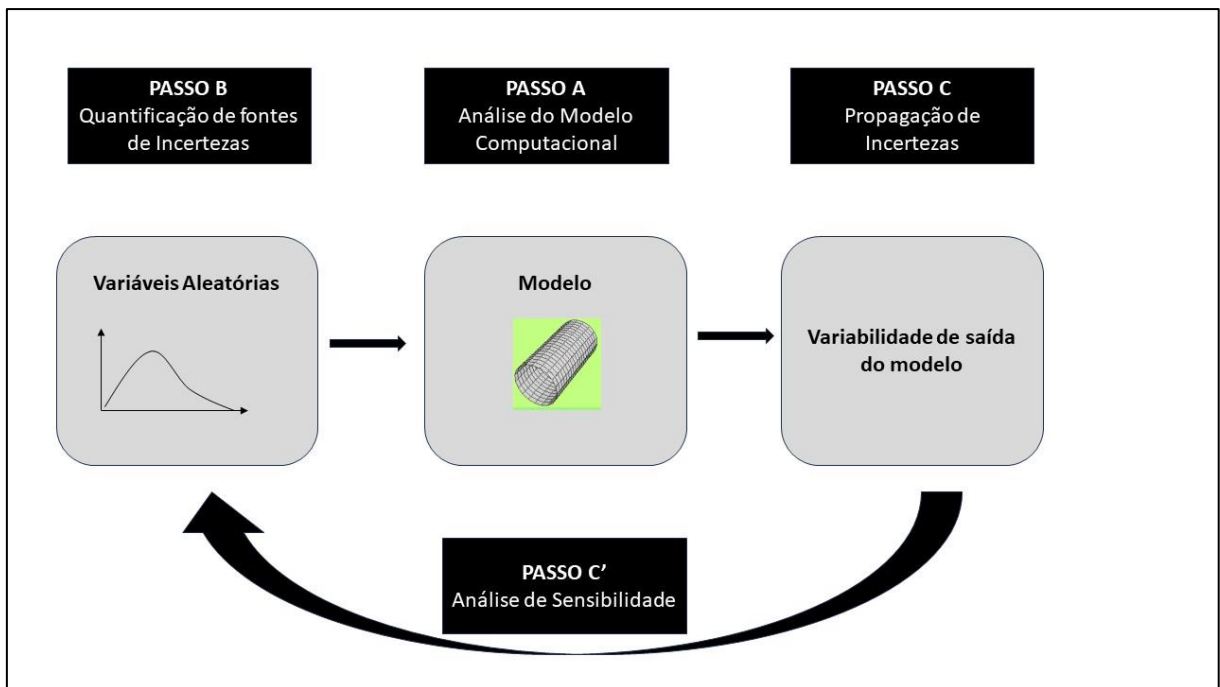 PASSO B
Quantificação de fontes
de Incertezas
PASSO A
Análise do Modelo
Computacional
PASSO C
Propagação de
Incertezas
Variáveis Aleatórias
Modelo
Variabilidade de saída
do modelo
PASSO C’
Análise de Sensibilidade